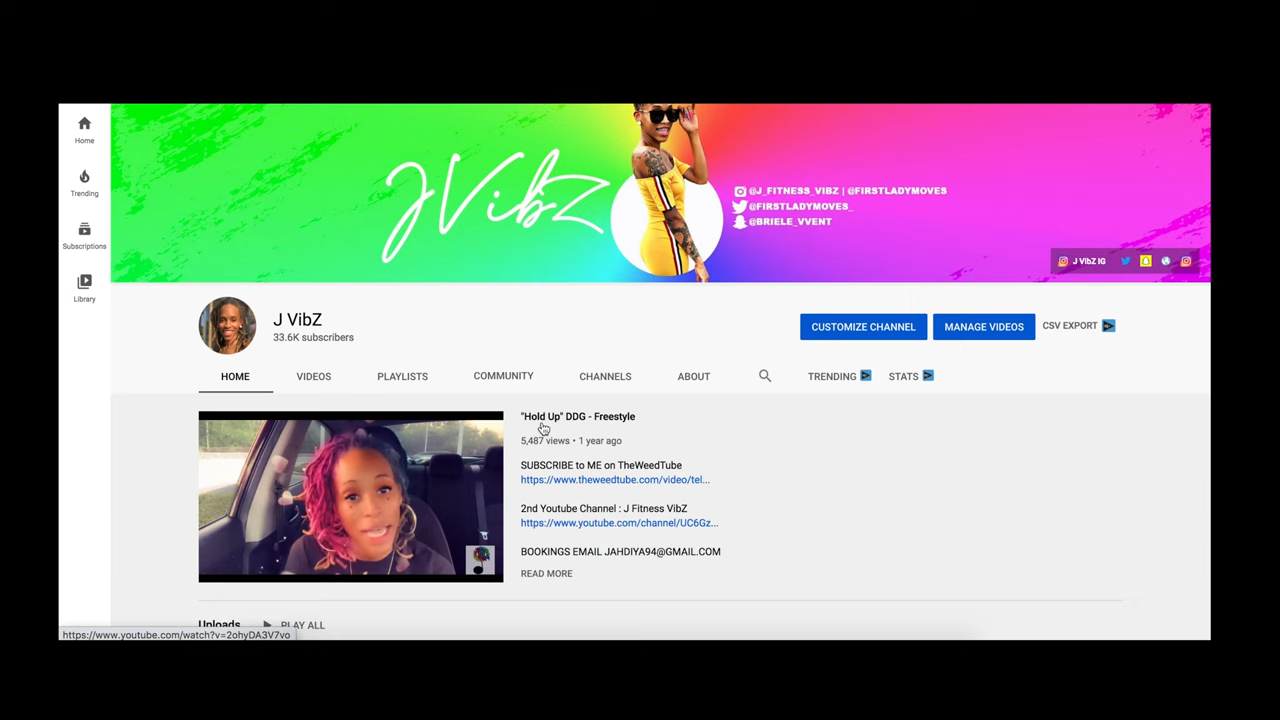 Home
Trending
Subscriptions
Library
J VibZ
@J_FITNESS_VIBZ | @FIRSTLADYMOVES
@FIRSTLADYMOVES_
@BRIELE_VVENT
J VibZ IG
J VibZ
33.6K subscribers
CUSTOMIZE CHANNEL
MANAGE VIDEOS
CSV EXPORT
HOME
VIDEOS
PLAYLISTS
COMMUNITY
CHANNELS
ABOUT
TRENDING
STATS
"Hold Up" DDG - Freestyle
5,487 views • 1 year ago
SUBSCRIBE to ME on TheWeedTube
https://www.theweedtube.com/video/tel...
2nd Youtube Channel : J Fitness VibZ
https://www.youtube.com/channel/UC6Gz...
BOOKINGS EMAIL JAHDIYA94@GMAIL.COM
READ MORE
Uploads
PLAY ALL
https://www.youtube.com/watch?v=2ohyDA3V7vo